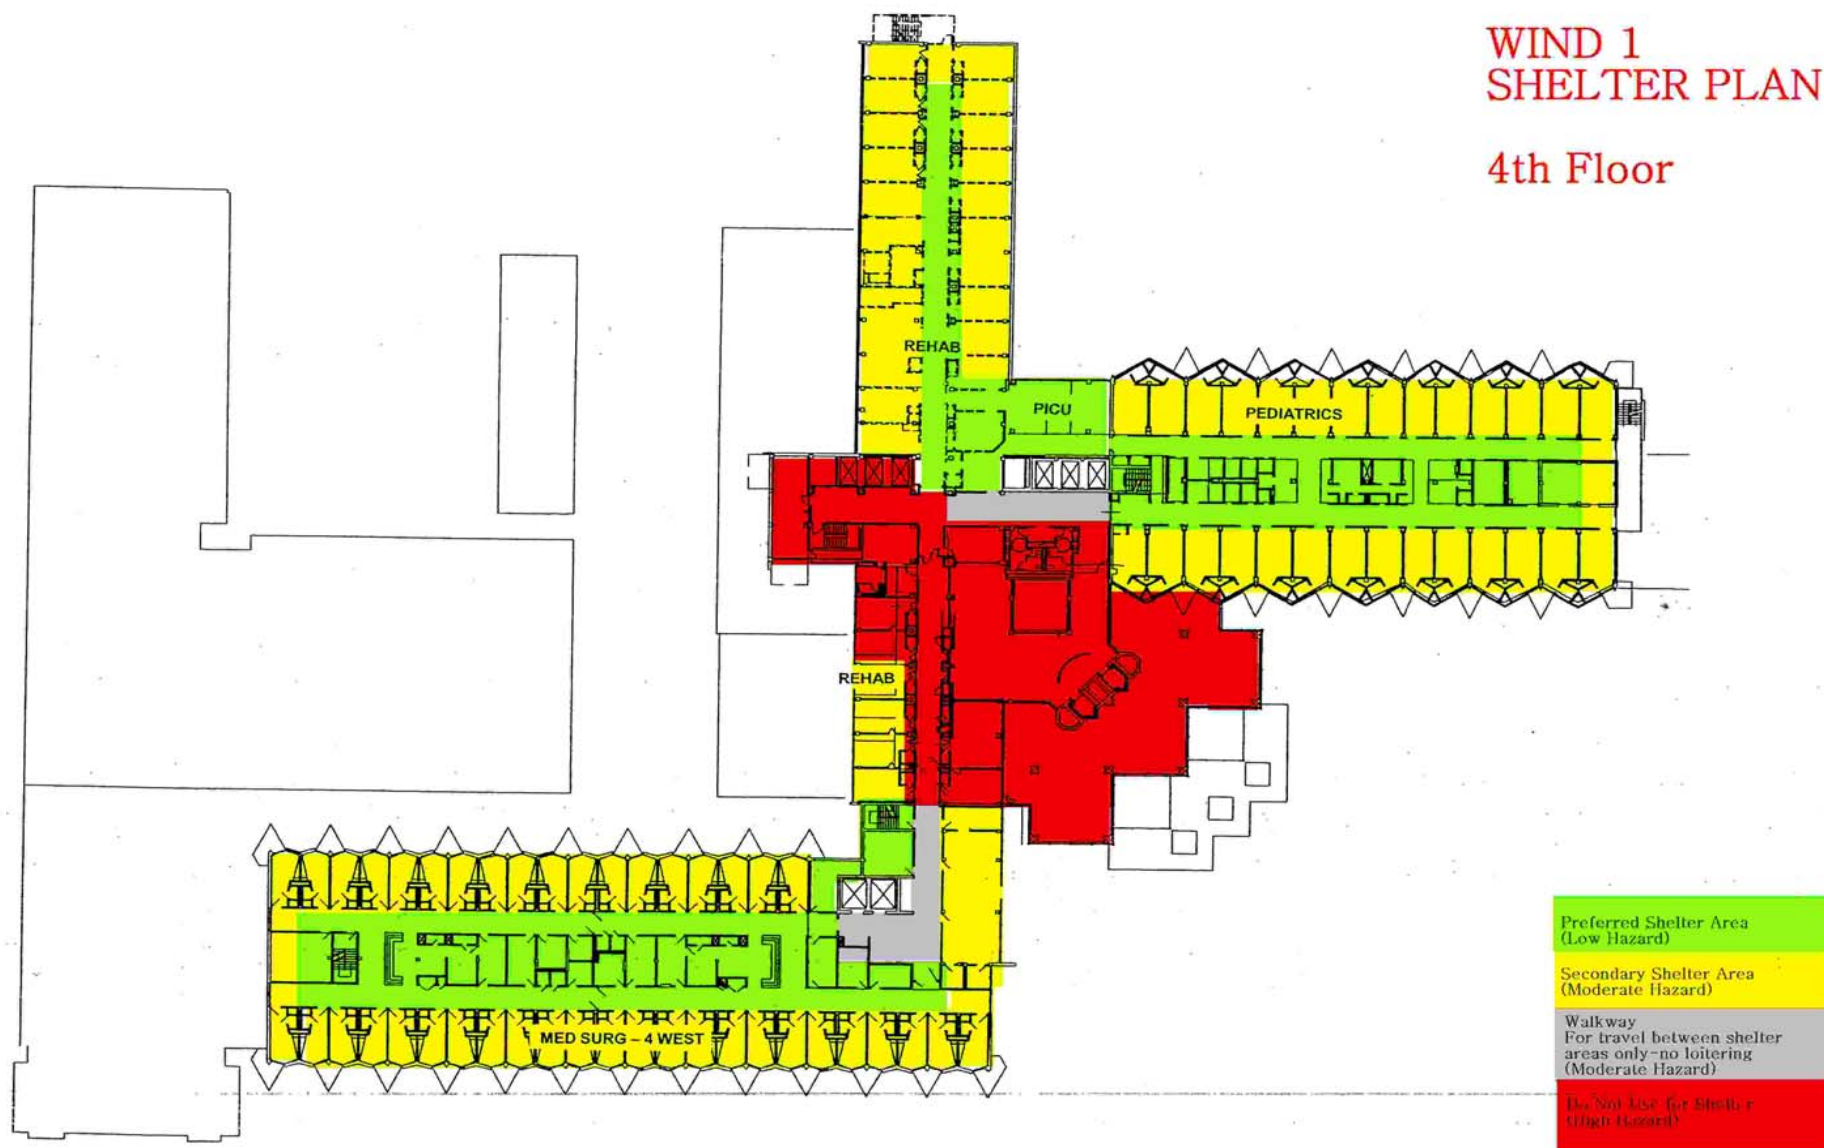 WIND 1
SHELTER PLAN
4th Floor
REHAB
PICU
PEDIATRICS
REHAB
MED SURG - 4 WEST
Preferred Shelter Area
(Low Hazard)
Secondary Shelter Area
(Moderate Hazard)
Walkway
For travel between shelter
areas only-no loitering
(Moderate Hazard)
Do Not Use for Shelter
(High Hazard)